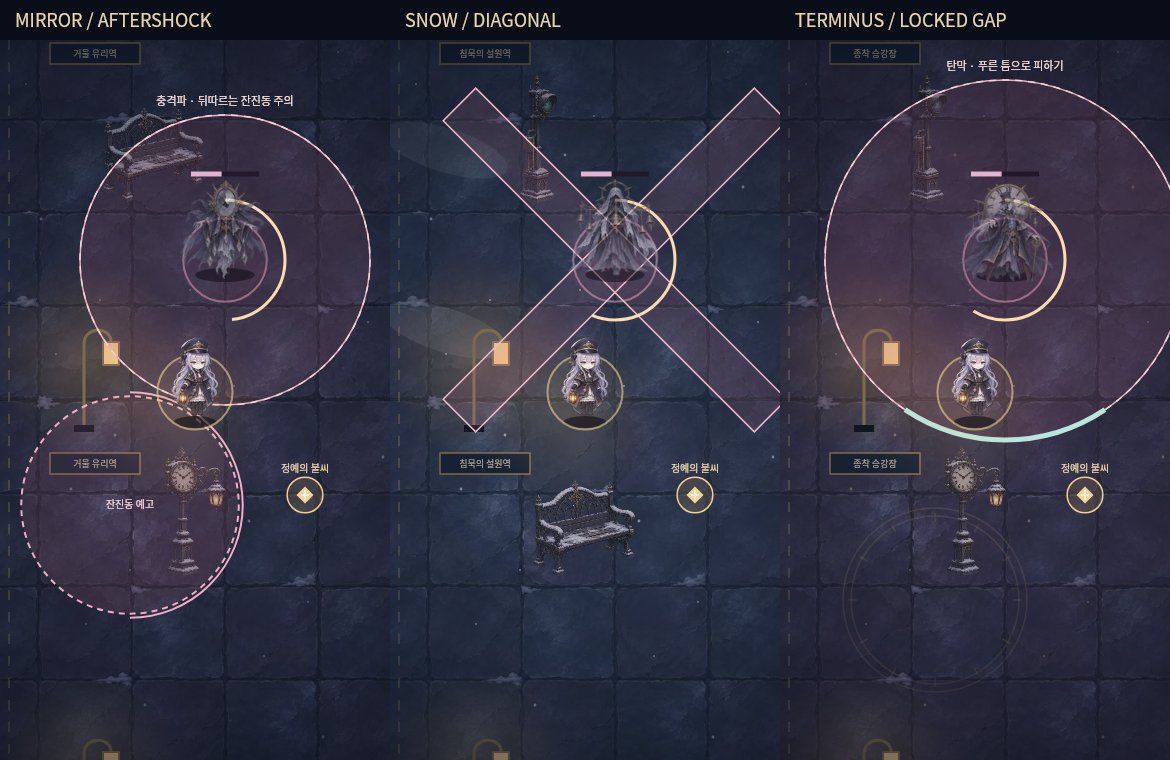 MIRROR / AFTERSHOCK
거울 유리역
충격파 · 뒤따르는 잔진동 주의
거울 유리역
잔진동 예고
정예의 불씨
SNOW / DIAGONAL
침묵의 설원역
침묵의 설원역
정예의 불씨
TERMINUS / LOCKED GAP
종착 승강장
탄막 · 푸른 틈으로 피하기
종착 승강장
정예의 불씨